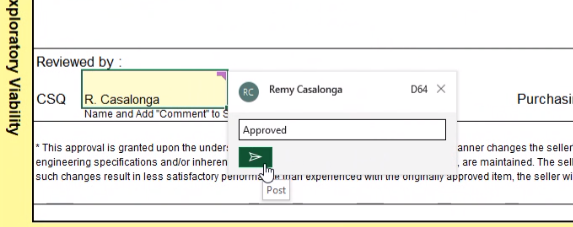 Exploratory Viability
Reviewed by :
CSQ
R. Casalonga
Name and Add "Comment" to S
RC
Remy Casalonga
D64
Approved
Post
Purchasi
* This approval is granted upon the unders
anner changes the seller
engineering specifications and/or inheren
, are maintained. The sell
such changes result in less satisfactory performance than experienced with the originally approved item, the seller wi